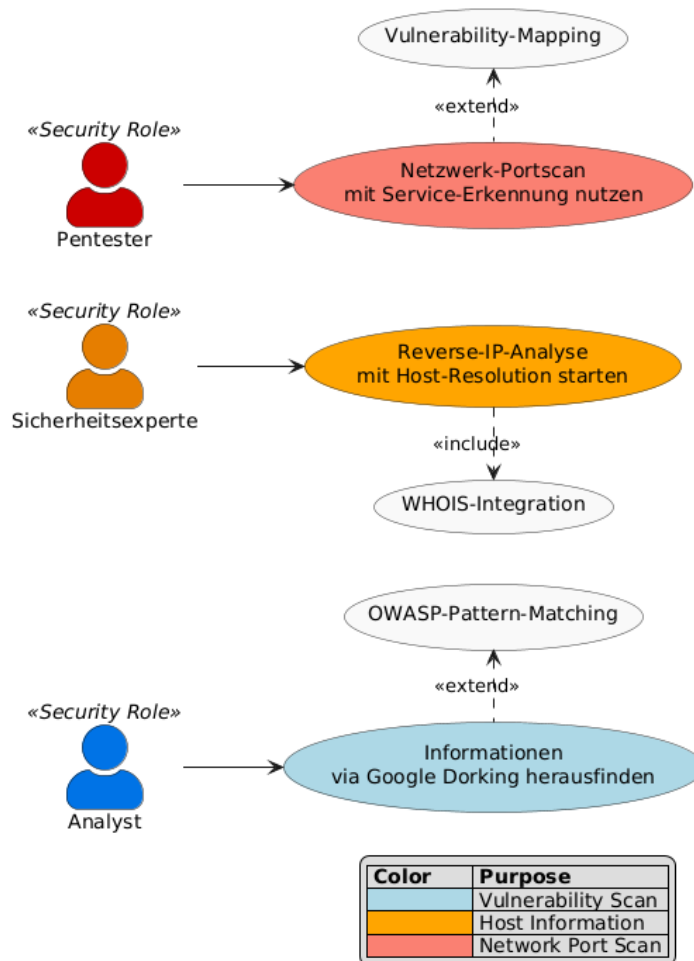 Vulnerability-Mapping
«extend»
«Security Role»
Netzwerk-Portscan
mit Service-Erkennung nutzen
Pentester
«Security Role»
Reverse-IP-Analyse
mit Host-Resolution starten
Sicherheitsexperte
«include»
WHOIS-Integration
OWASP-Pattern-Matching
«extend»
«Security Role»
Informationen
via Google Dorking herausfinden
Analyst
Color Purpose
Vulnerability Scan
Host Information
Network Port Scan